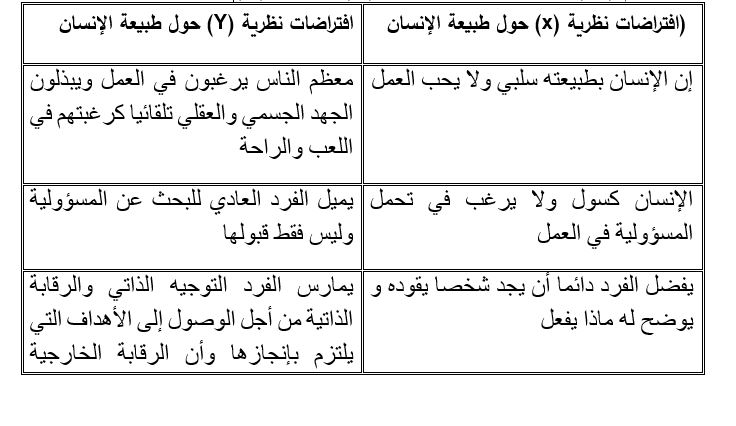 (افتراضات نظرية (x) حول طبيعة الإنسان
افتراضات نظرية (Y) حول طبيعة الإنسان
إن الإنسان بطبيعته سلبي ولا يحب العمل
معظم الناس يرغبون في العمل ويبذلون
الجهد الجسمي والعقلي تلقائيا كرغبتهم في
اللعب والراحة
الإنسان كسول ولا يرغب في تحمل
المسؤولية في العمل
يميل الفرد العادي للبحث عن المسؤولية
وليس فقط قبولها
يفضل الفرد دائما أن يجد شخصا يقوده و
يوضح له ماذا يفعل
يمارس الفرد التوجيه الذاتي والرقابة
الذاتية من أجل الوصول إلى الأهداف التي
يلتزم بإنجازها وأن الرقابة الخارجية